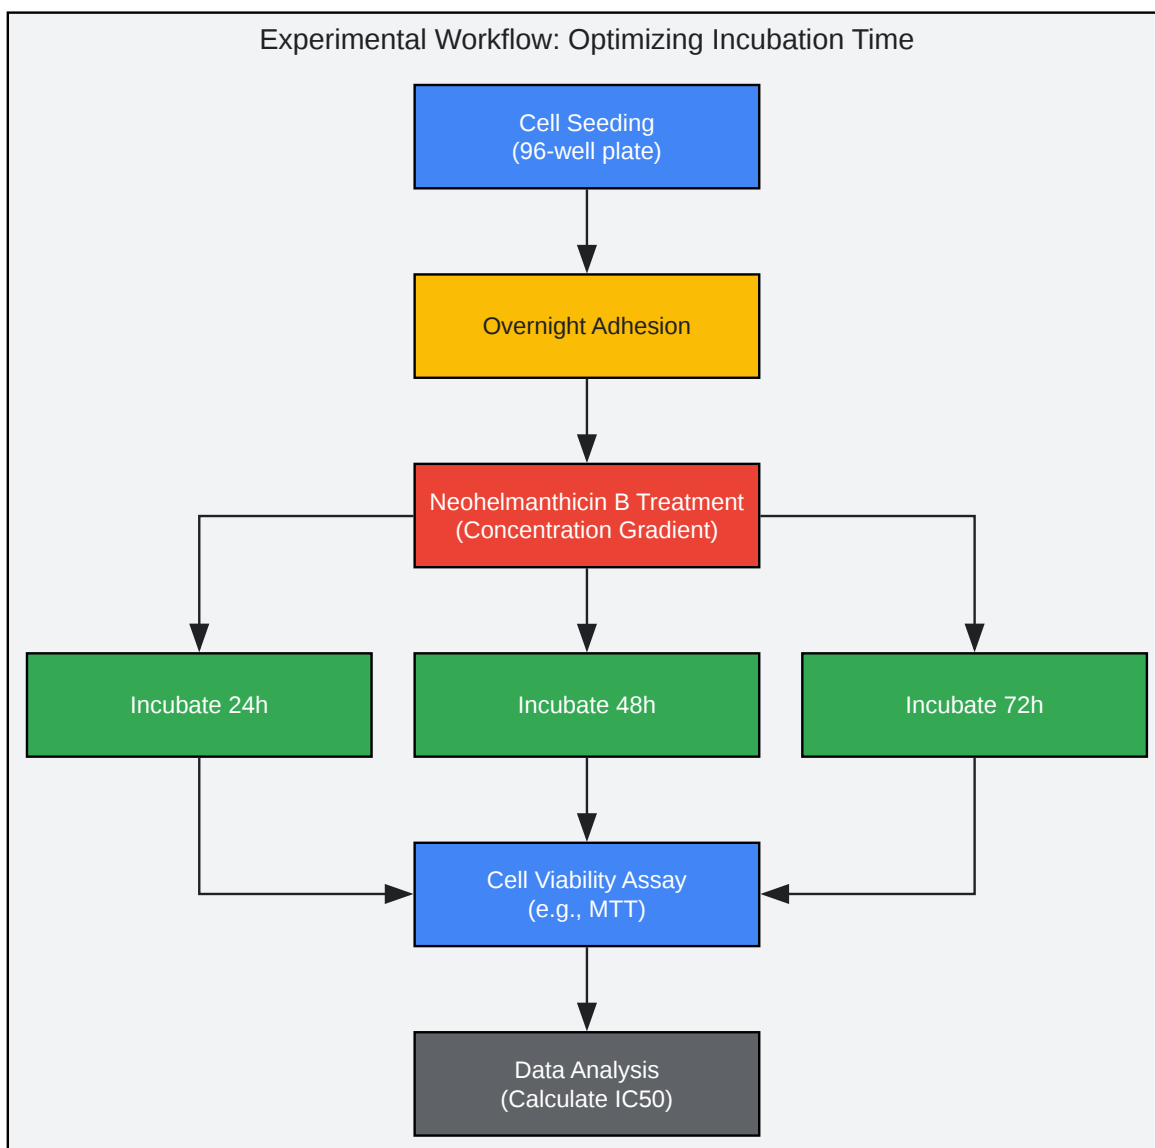 Experimental Workflow: Optimizing Incubation Time
Cell Seeding
(96-well plate)
Overnight Adhesion
Neohelmanthicin B Treatment
(Concentration Gradient)
Incubate 24h
Incubate 48h
Incubate 72h
Cell Viability Assay
(e.g., MTT)
Data Analysis
(Calculate IC50)